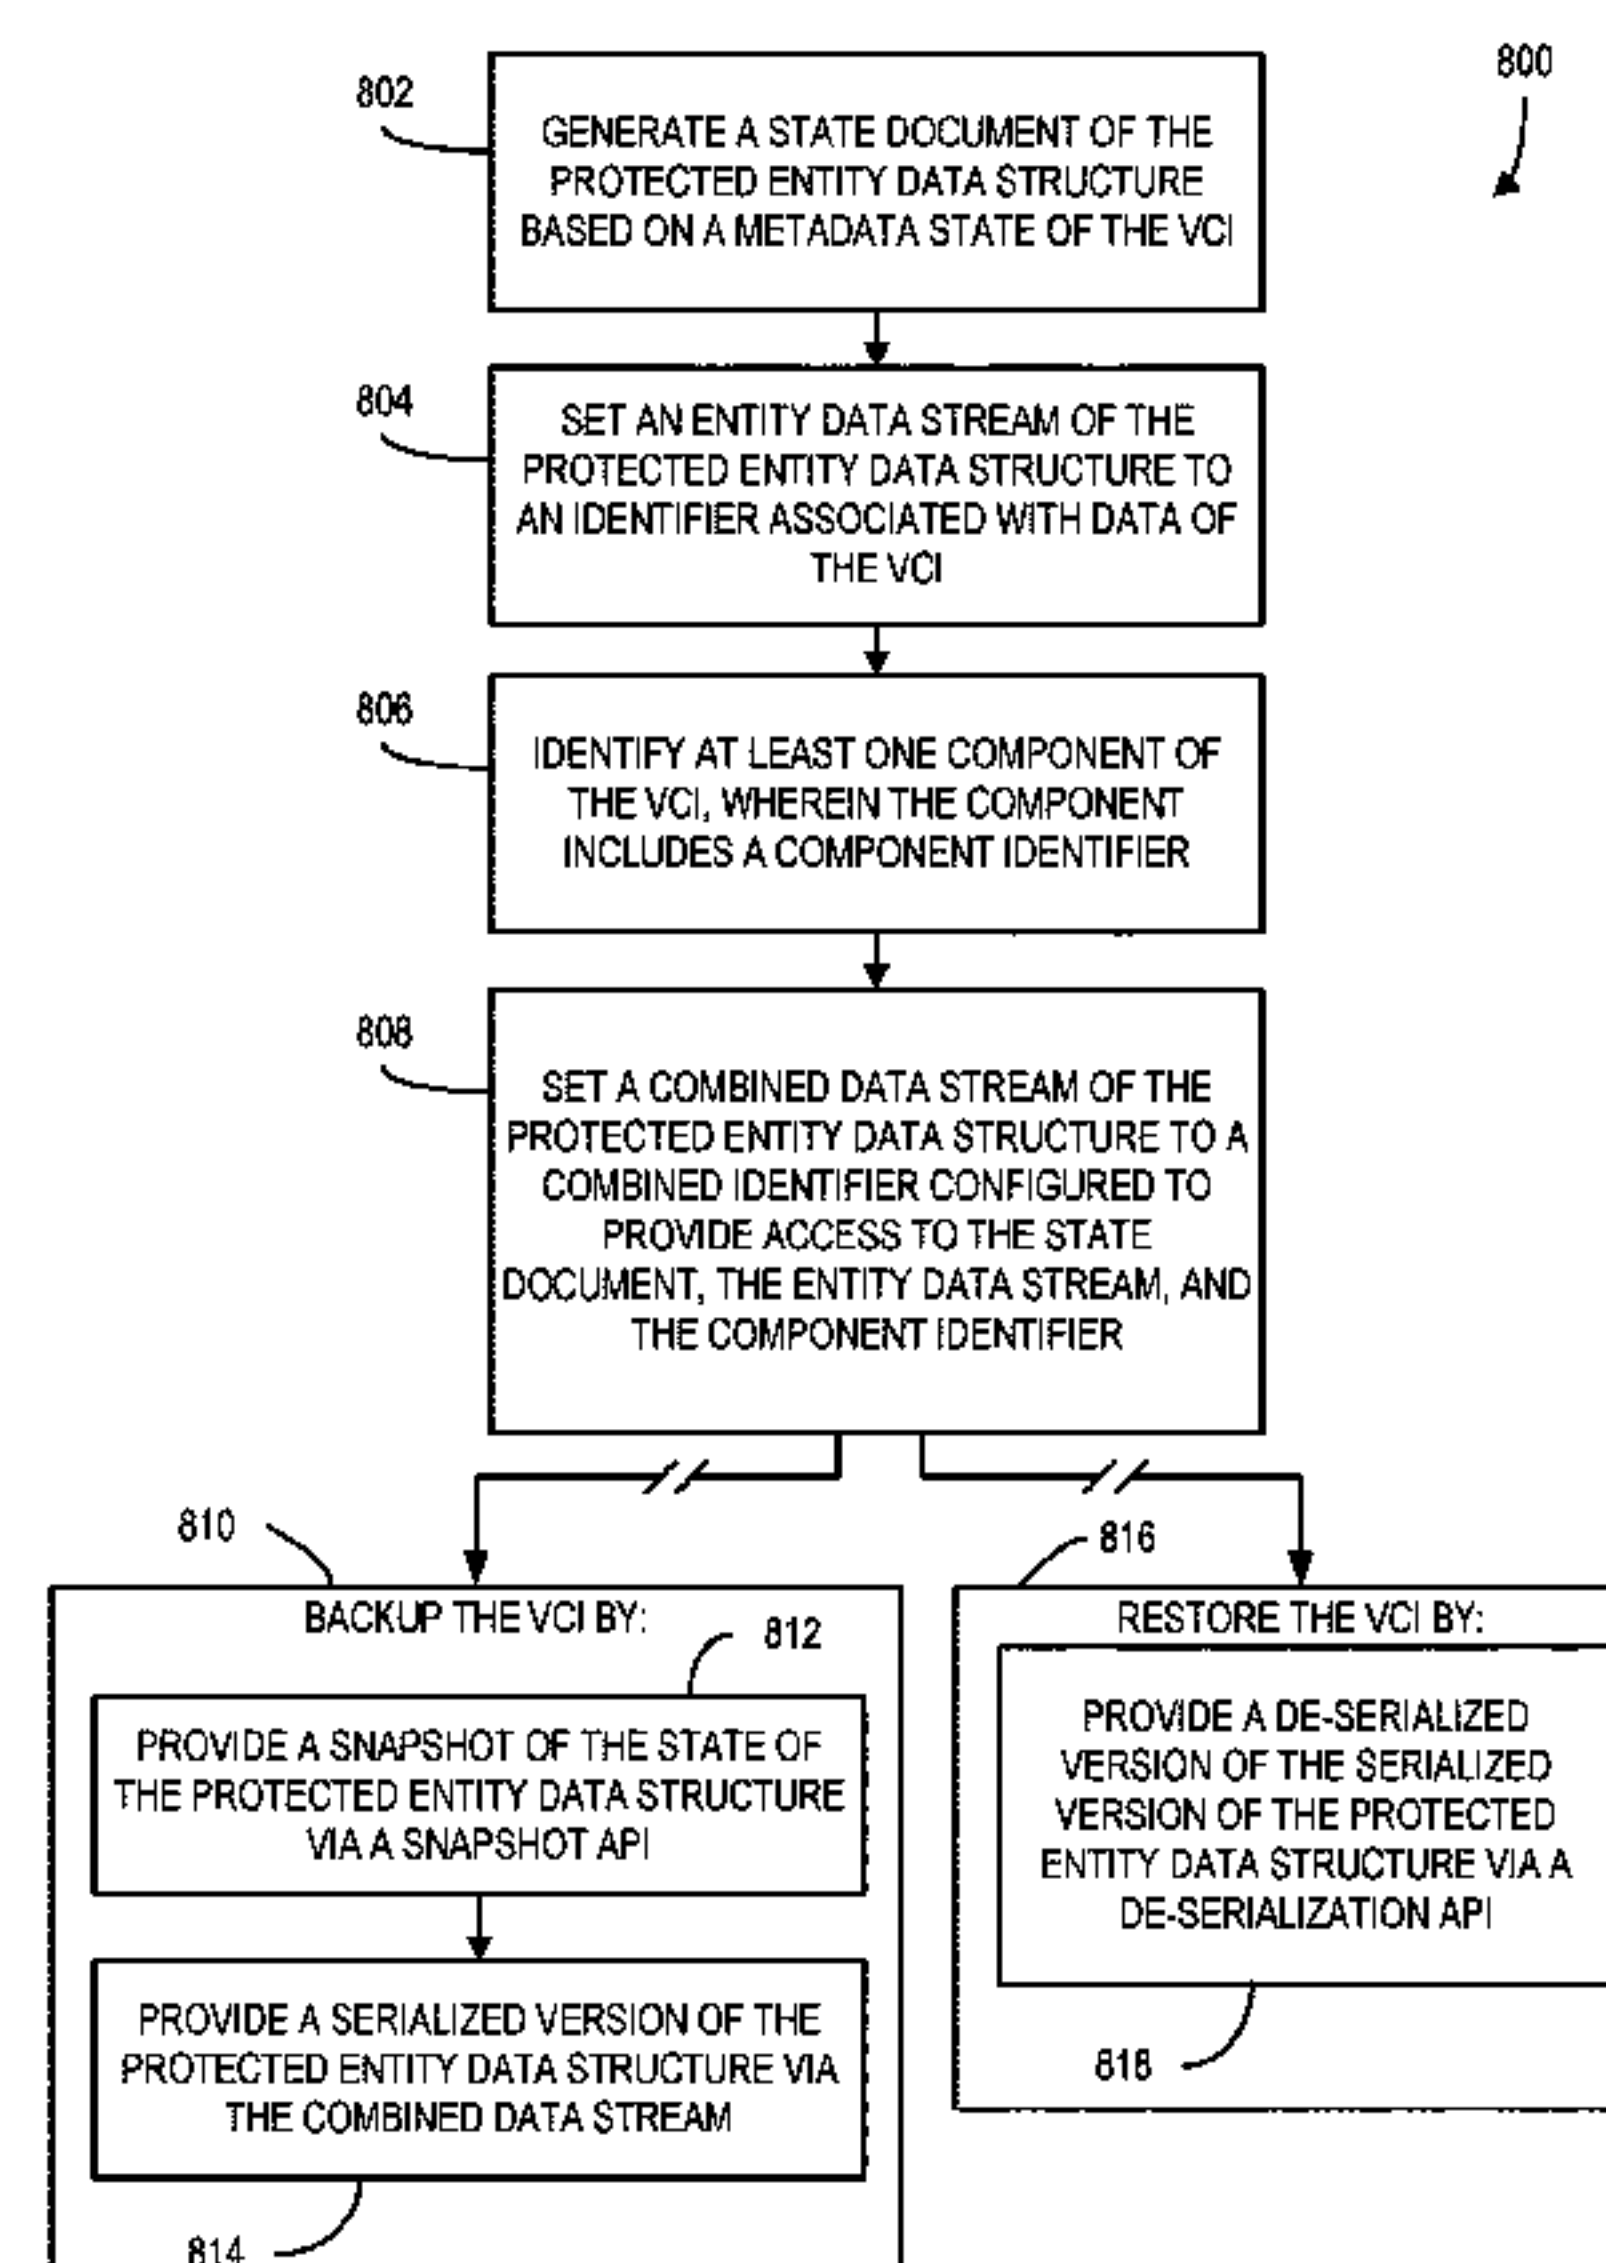 800
802
GENERATE A STATE DOCUMENT OF THE
PROTECTED ENTITY DATA STRUCTURE
BASED ON A METADATA STATE OF THE VCI
804
SET AN ENTITY DATA STREAM OF THE
PROTECTED ENTITY DATA STRUCTURE TO
AN IDENTIFIER ASSOCIATED WITH DATA OF
THE VCI
806
IDENTIFY AT LEAST ONE COMPONENT OF
THE VCI, WHEREIN THE COMPONENT
INCLUDES A COMPONENT IDENTIFIER
808
SET A COMBINED DATA STREAM OF THE
PROTECTED ENTITY DATA STRUCTURE TO A
COMBINED IDENTIFIER CONFIGURED TO
PROVIDE ACCESS TO THE STATE
DOCUMENT, THE ENTITY DATA STREAM, AND
THE COMPONENT IDENTIFIER
810
BACKUP THE VCI BY:
812
PROVIDE A SNAPSHOT OF THE STATE OF
THE PROTECTED ENTITY DATA STRUCTURE
VIA A SNAPSHOT API
PROVIDE A SERIALIZED VERSION OF THE
PROTECTED ENTITY DATA STRUCTURE VIA
THE COMBINED DATA STREAM
814
816
RESTORE THE VCI BY:
PROVIDE A DE-SERIALIZED
VERSION OF THE SERIALIZED
VERSION OF THE PROTECTED
ENTITY DATA STRUCTURE VIA A
DE-SERIALIZATION API
818